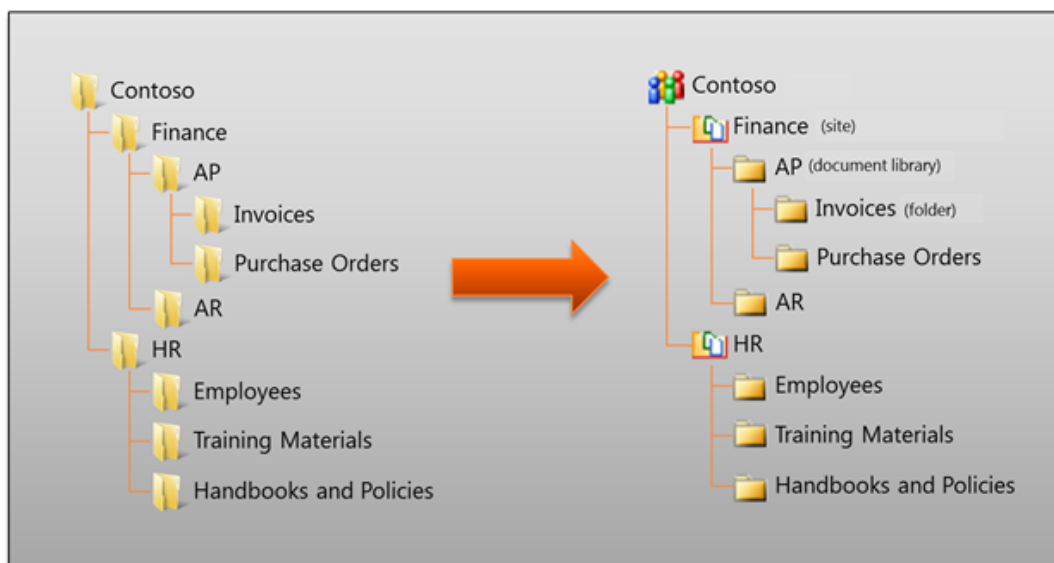 Contoso
Finance
AP
Invoices
Purchase Orders
AR
HR
Employees
Training Materials
Handbooks and Policies
Contoso
Finance (site)
AP (document library)
Invoices (folder)
Purchase Orders
AR
HR
Employees
Training Materials
Handbooks and Policies